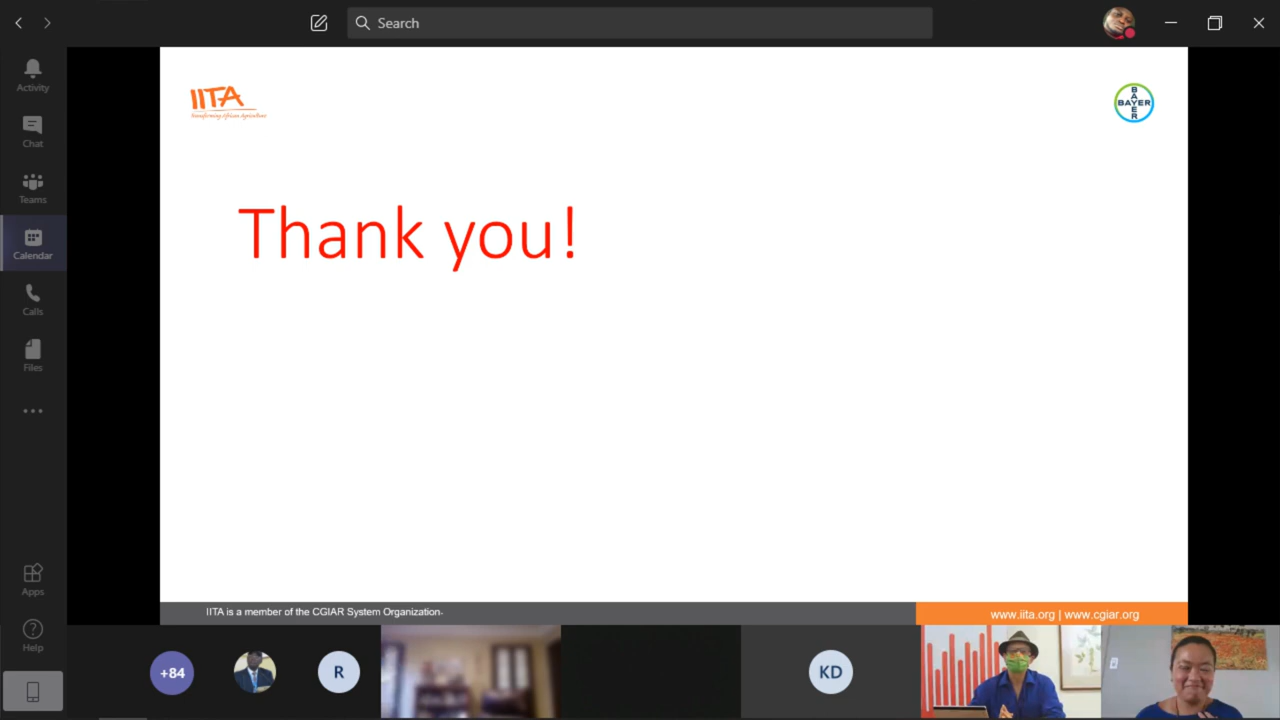 Search
Activity
Chat
Teams
Calendar
Calls
Files
Apps
Help
IITA
Transforming African Agriculture
BAYER
BAYER
Thank you!
IITA is a member of the CGIAR System Organization.
www.iita.org | www.cgiar.org
+84
R
KD